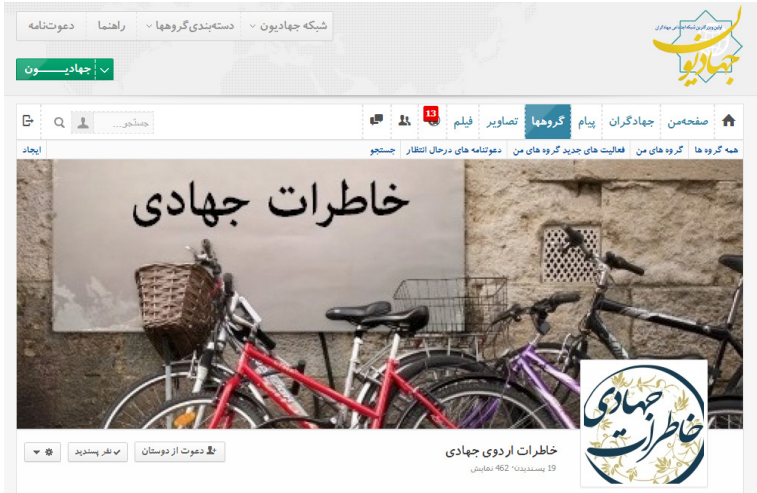 شبکه جهادیون
دسته‌بندی‌گروهها
راهنما
دعوت‌نامه
جهادیون
جهادیـــــــون
صفحه‌من
جهادگران
پیام
گروهها
تصاویر
فیلم
13
جستجو...
همه گروه ها
گروه های من
فعالیت های جدید گروه های من
دعوتنامه های درحال انتظار
جستجو
ایجاد
خاطرات جهادی
خاطرات جهادی
خاطرات اردوی جهادی
19 پسندیدن · 462 نمایش
دعوت از دوستان
نفر پسندید